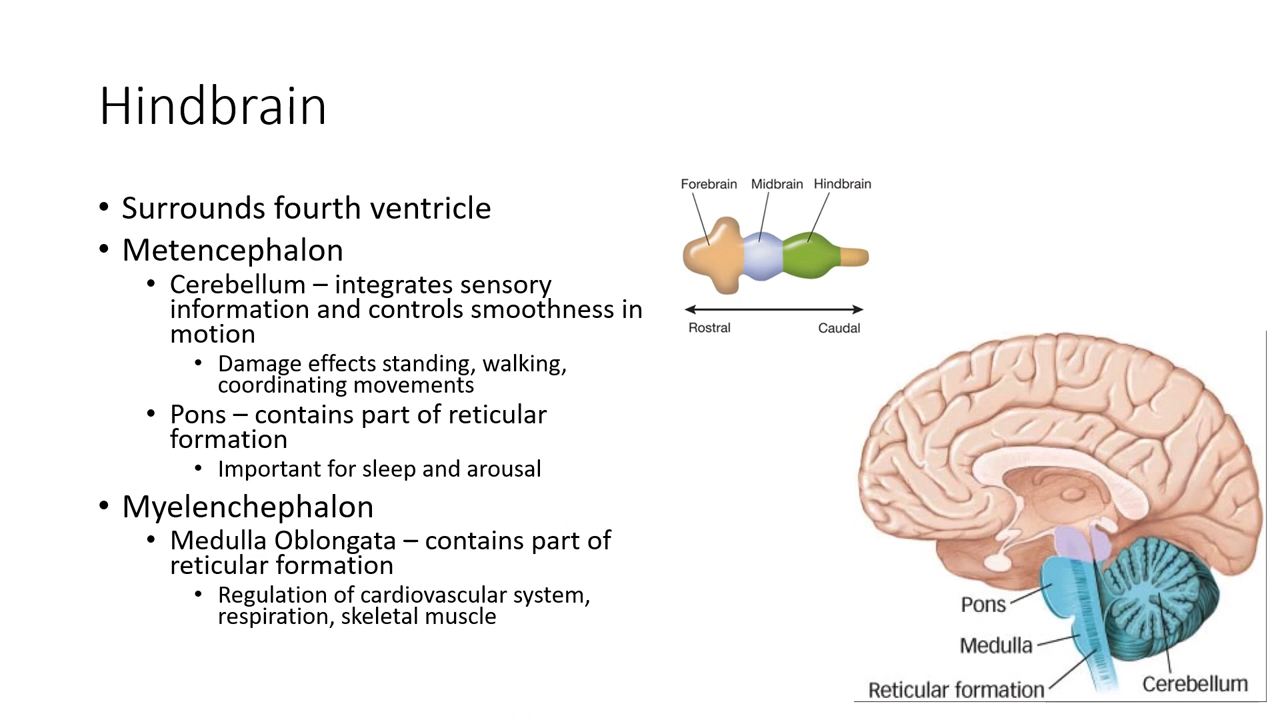 Hindbrain
• Surrounds fourth ventricle
• Metencephalon
• Cerebellum – integrates sensory
information and controls smoothness in
motion
• Damage effects standing, walking,
coordinating movements
• Pons – contains part of reticular
formation
• Important for sleep and arousal
• Myelenchephalon
• Medulla Oblongata – contains part of
reticular formation
• Regulation of cardiovascular system,
respiration, skeletal muscle
Forebrain Midbrain Hindbrain
Rostral Caudal
Pons
Medulla
Reticular formation
Cerebellum